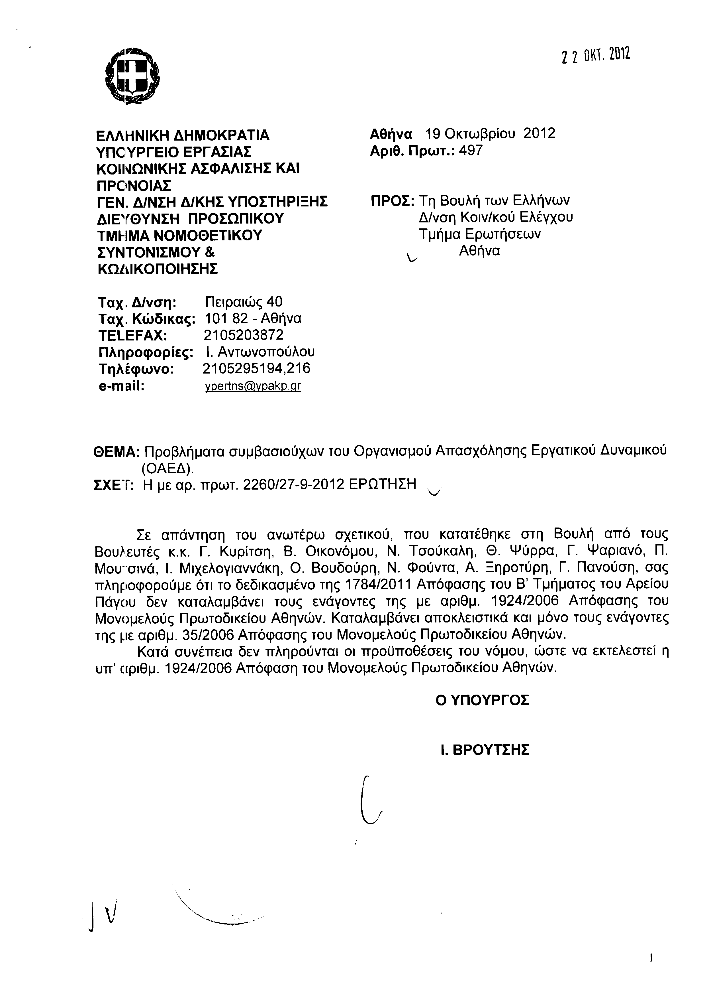 2 2 ΟΚΤ. 2012
ΕΛΛΗΝΙΚΗ ΔΗΜΟΚΡΑΤΙΑ
ΥΠΟΥΡΓΕΙΟ ΕΡΓΑΣΙΑΣ
ΚΟΙΝΩΝΙΚΗΣ ΑΣΦΑΛΙΣΗΣ ΚΑΙ
ΠΡΟΝΟΙΑΣ
ΓΕΝ. Δ/ΝΣΗ Δ/ΚΗΣ ΥΠΟΣΤΗΡΙΞΗΣ
ΔΙΕΥΘΥΝΣΗ ΠΡΟΣΩΠΙΚΟΥ
ΤΜΗΜΑ ΝΟΜΟΘΕΤΙΚΟΥ
ΣΥΝΤΟΝΙΣΜΟΥ &
ΚΩΔΙΚΟΠΟΙΗΣΗΣ
Αθήνα 19 Οκτωβρίου 2012
Αριθ. Πρωτ.: 497
ΠΡΟΣ: Τη Βουλή των Ελλήνων
Δ/νση Κοιν/κού Ελέγχου
Τμήμα Ερωτήσεων
Αθήνα
Ταχ. Δ/νση: Πειραιώς 40
Ταχ. Κώδικας: 101 82 - Αθήνα
TELEFAX: 2105203872
Πληροφορίες: Ι. Αντωνοπούλου
Τηλέφωνο: 2105295194,216
e-mail: ypertns@ypakp.gr
ΘΕΜΑ: Προβλήματα συμβασιούχων του Οργανισμού Απασχόλησης Εργατικού Δυναμικού
(ΟΑΕΔ).
ΣΧΕΤ: Η με αρ. πρωτ. 2260/27-9-2012 ΕΡΩΤΗΣΗ
Σε απάντηση του ανωτέρω σχετικού, που κατατέθηκε στη Βουλή από τους
Βουλευτές κ.κ. Γ. Κυρίτση, Β. Οικονόμου, Ν. Τσούκαλη, Θ. Ψύρρα, Γ. Ψαριανό, Π.
Μουτσινά, Ι. Μιχελογιαννάκη, Ο. Βουδούρη, Ν. Φούντα, Α. Ξηροτύρη, Γ. Πανούση, σας
πληροφορούμε ότι το δεδικασμένο της 1784/2011 Απόφασης του Β’ Τμήματος του Αρείου
Πάγου δεν καταλαμβάνει τους ενάγοντες της με αριθμ. 1924/2006 Απόφασης του
Μονομελούς Πρωτοδικείου Αθηνών. Καταλαμβάνει αποκλειστικά και μόνο τους ενάγοντες
της με αριθμ. 35/2006 Απόφασης του Μονομελούς Πρωτοδικείου Αθηνών.
Κατά συνέπεια δεν πληρούνται οι προϋποθέσεις του νόμου, ώστε να εκτελεστεί η
υπ’ αριθμ. 1924/2006 Απόφαση του Μονομελούς Πρωτοδικείου Αθηνών.
Ο ΥΠΟΥΡΓΟΣ
Ι. ΒΡΟΥΤΣΗΣ
1